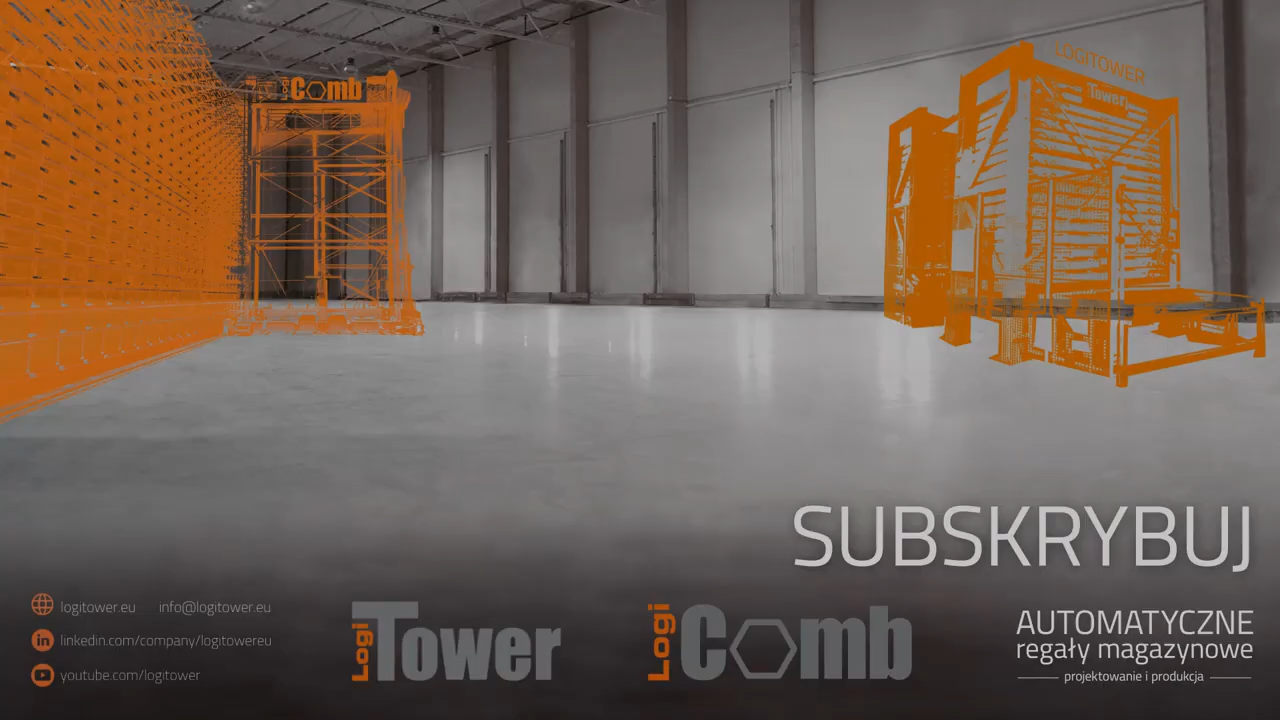 Comb
LOGITOWER
Tower
SUBSKRYBUJ
logitower.eu info@logitower.eu
linkedin.com/company/logitowereu
youtube.com/logitower
Logi Tower
Logi Comb
AUTOMATYCZNE
regały magazynowe
projektowanie i produkcja